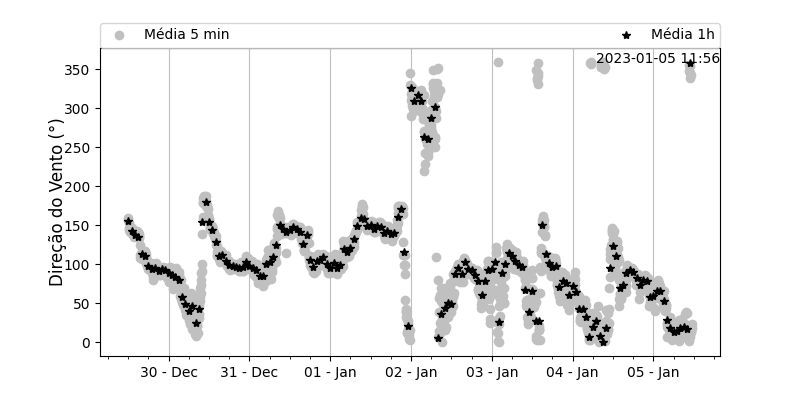 Média 5 min
Média 1h
2023-01-05 11:56
Direção do Vento (°)
350
300
250
200
150
100
50
0
30 - Dec
31 - Dec
01 - Jan
02 - Jan
03 - Jan
04 - Jan
05 - Jan